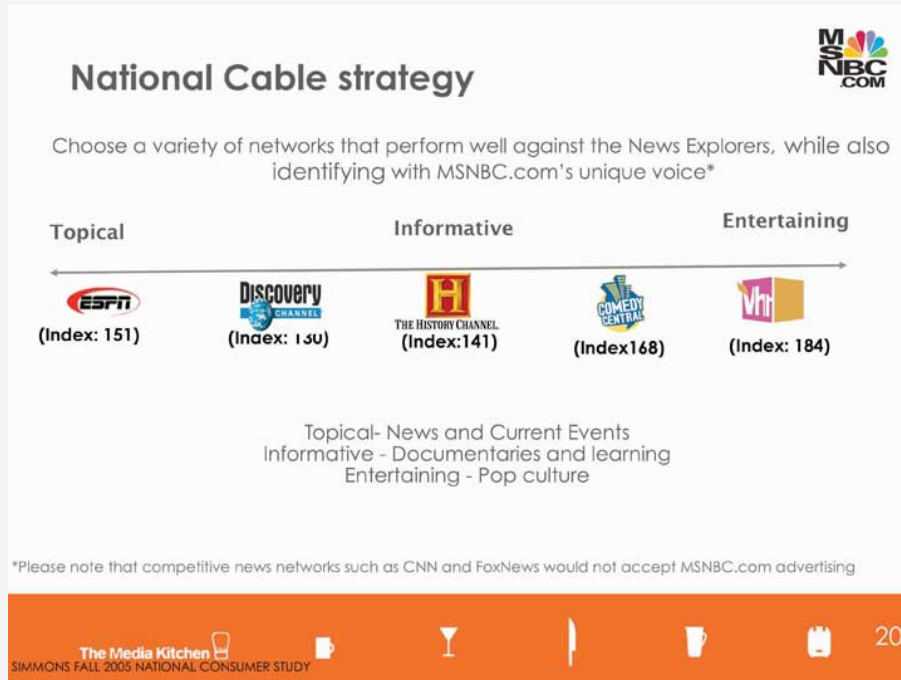 National Cable strategy
MSNBC
.COM
Choose a variety of networks that perform well against the News Explorers, while also
identifying with MSNBC.com's unique voice*
Topical
Informative
Entertaining
ESPN
DISCOVERY
CHANNEL
H
THE HISTORY CHANNEL.
COMEDY
CENTRAL
Vh1
(Index: 151)
(Index: 130)
(Index:141)
(Index168)
(Index: 184)
Topical- News and Current Events
Informative - Documentaries and learning
Entertaining - Pop culture
*Please note that competitive news networks such as CNN and FoxNews would not accept MSNBC.com advertising
The Media Kitchen
20
SIMMONS FALL 2005 NATIONAL CONSUMER STUDY